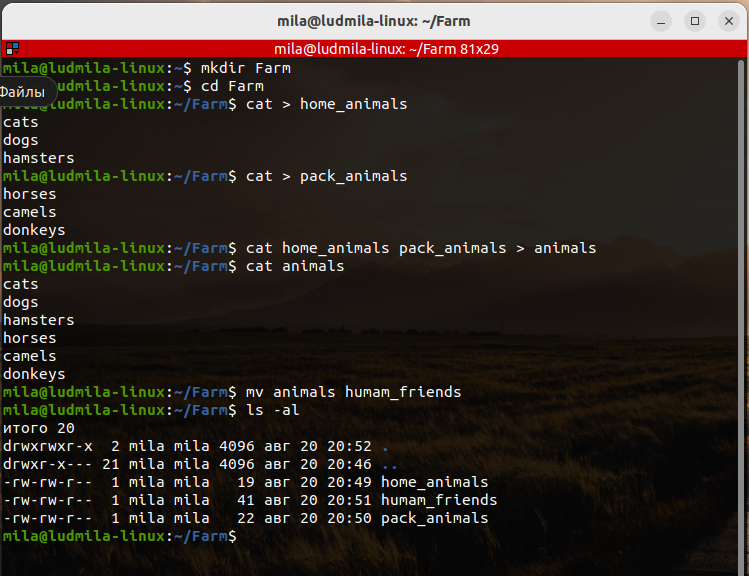 mila@ludmila-linux: ~/Farm
mila@ludmila-linux: ~/Farm 81x29
mila@ludmila-linux:~$ mkdir Farm
mila@ludmila-linux:~$ cd Farm
Файлы
mila@ludmila-linux:~/Farm$ cat > home_animals
cats
dogs
hamsters
mila@ludmila-linux:~/Farm$ cat > pack_animals
horses
camels
donkeys
mila@ludmila-linux:~/Farm$ cat home_animals pack_animals > animals
mila@ludmila-linux:~/Farm$ cat animals
cats
dogs
hamsters
horses
camels
donkeys
mila@ludmila-linux:~/Farm$ mv animals humam_friends
mila@ludmila-linux:~/Farm$ ls -al
итого 20
drwxrwxr-x  2 mila mila 4096 авг 20 20:52 .
drwxr-x--- 21 mila mila 4096 авг 20 20:46 ..
-rw-rw-r--  1 mila mila   19 авг 20 20:49 home_animals
-rw-rw-r--  1 mila mila   41 авг 20 20:51 humam_friends
-rw-rw-r--  1 mila mila   22 авг 20 20:50 pack_animals
mila@ludmila-linux:~/Farm$